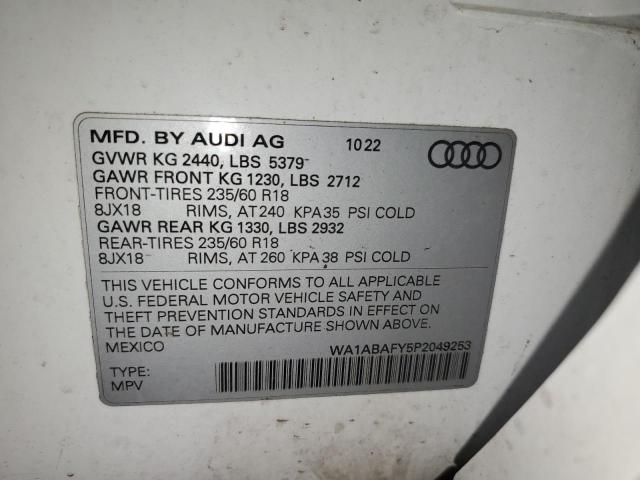 MFD. BY AUDI AG 10 22
GVWR KG 2440, LBS 5379
GAWR FRONT KG 1230, LBS 2712
FRONT-TIRES 235/60 R18
8JX18 RIMS, AT 240 KPA 35 PSI COLD
GAWR REAR KG 1330, LBS 2932
REAR-TIRES 235/60 R18
8JX18 RIMS, AT 260 KPA 38 PSI COLD
THIS VEHICLE CONFORMS TO ALL APPLICABLE
U.S. FEDERAL MOTOR VEHICLE SAFETY AND
THEFT PREVENTION STANDARDS IN EFFECT ON
THE DATE OF MANUFACTURE SHOWN ABOVE.
MEXICO WA1ABAFY5P2049253
TYPE:
MPV